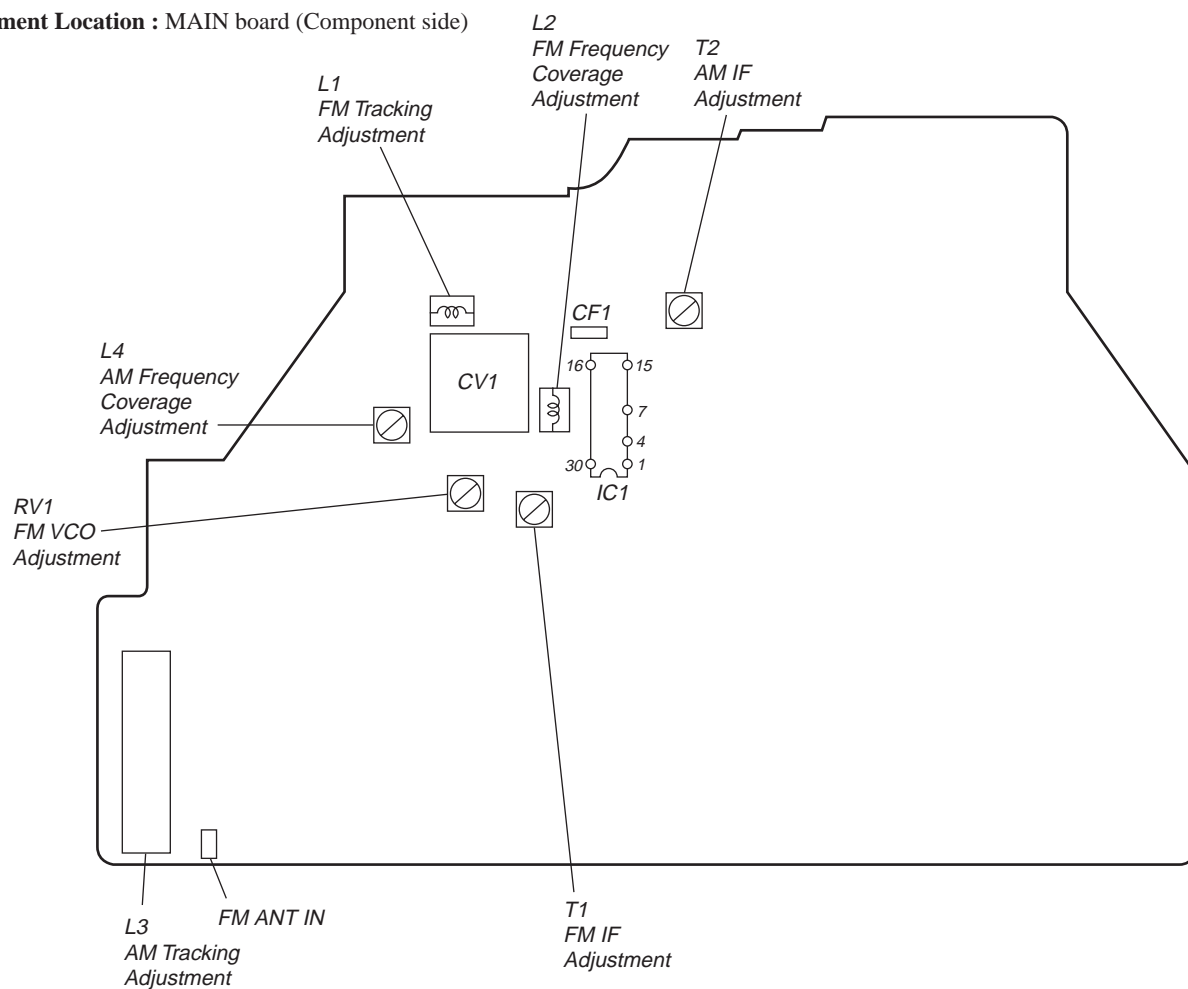 ment Location : MAIN board (Component side)
L2
FM Frequency
Coverage
Adjustment
T2
AM IF
Adjustment
L1
FM Tracking
Adjustment
CF1
L4
AM Frequency
Coverage
Adjustment
CV1
16
15
7
4
30
1
IC1
RV1
FM VCO
Adjustment
FM ANT IN
L3
AM Tracking
Adjustment
T1
FM IF
Adjustment